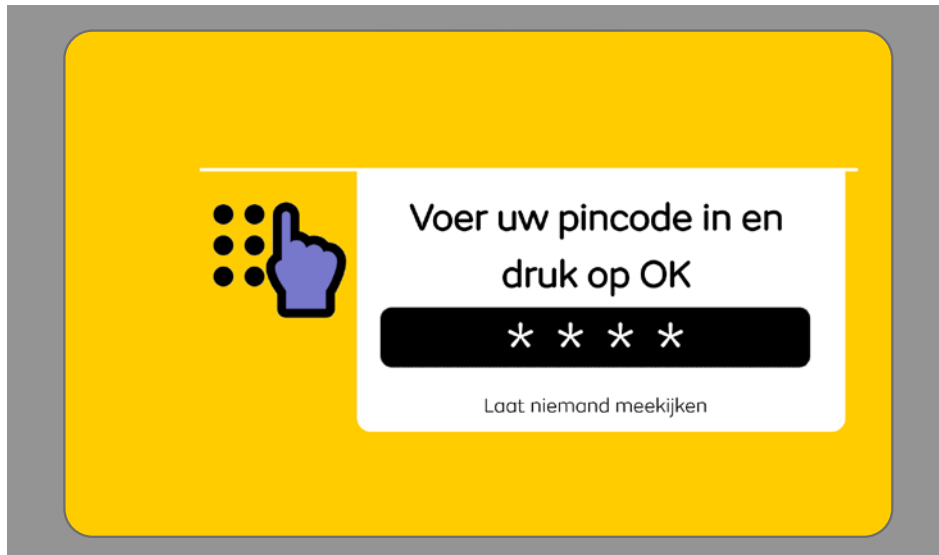 Voer uw pincode in en
druk op OK
* * * *
Laat niemand meekijken